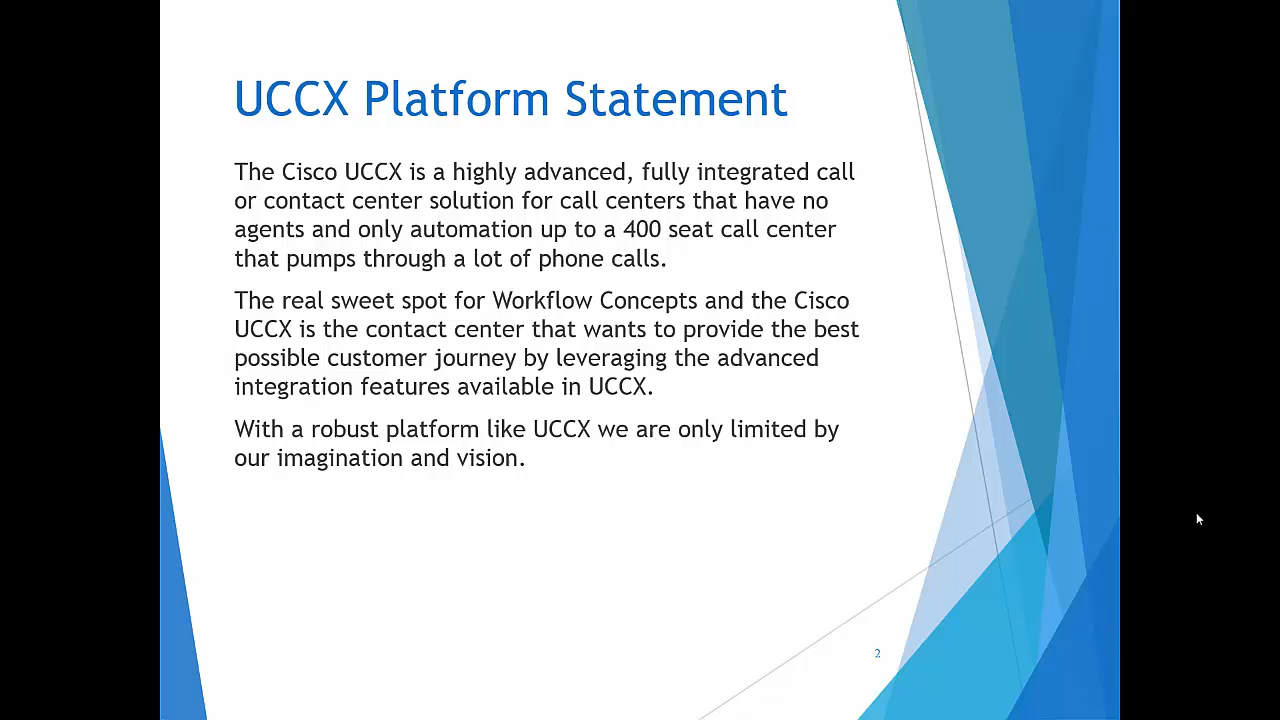 UCCX Platform Statement
The Cisco UCCX is a highly advanced, fully integrated call
or contact center solution for call centers that have no
agents and only automation up to a 400 seat call center
that pumps through a lot of phone calls.
The real sweet spot for Workflow Concepts and the Cisco
UCCX is the contact center that wants to provide the best
possible customer journey by leveraging the advanced
integration features available in UCCX.
With a robust platform like UCCX we are only limited by
our imagination and vision.
2